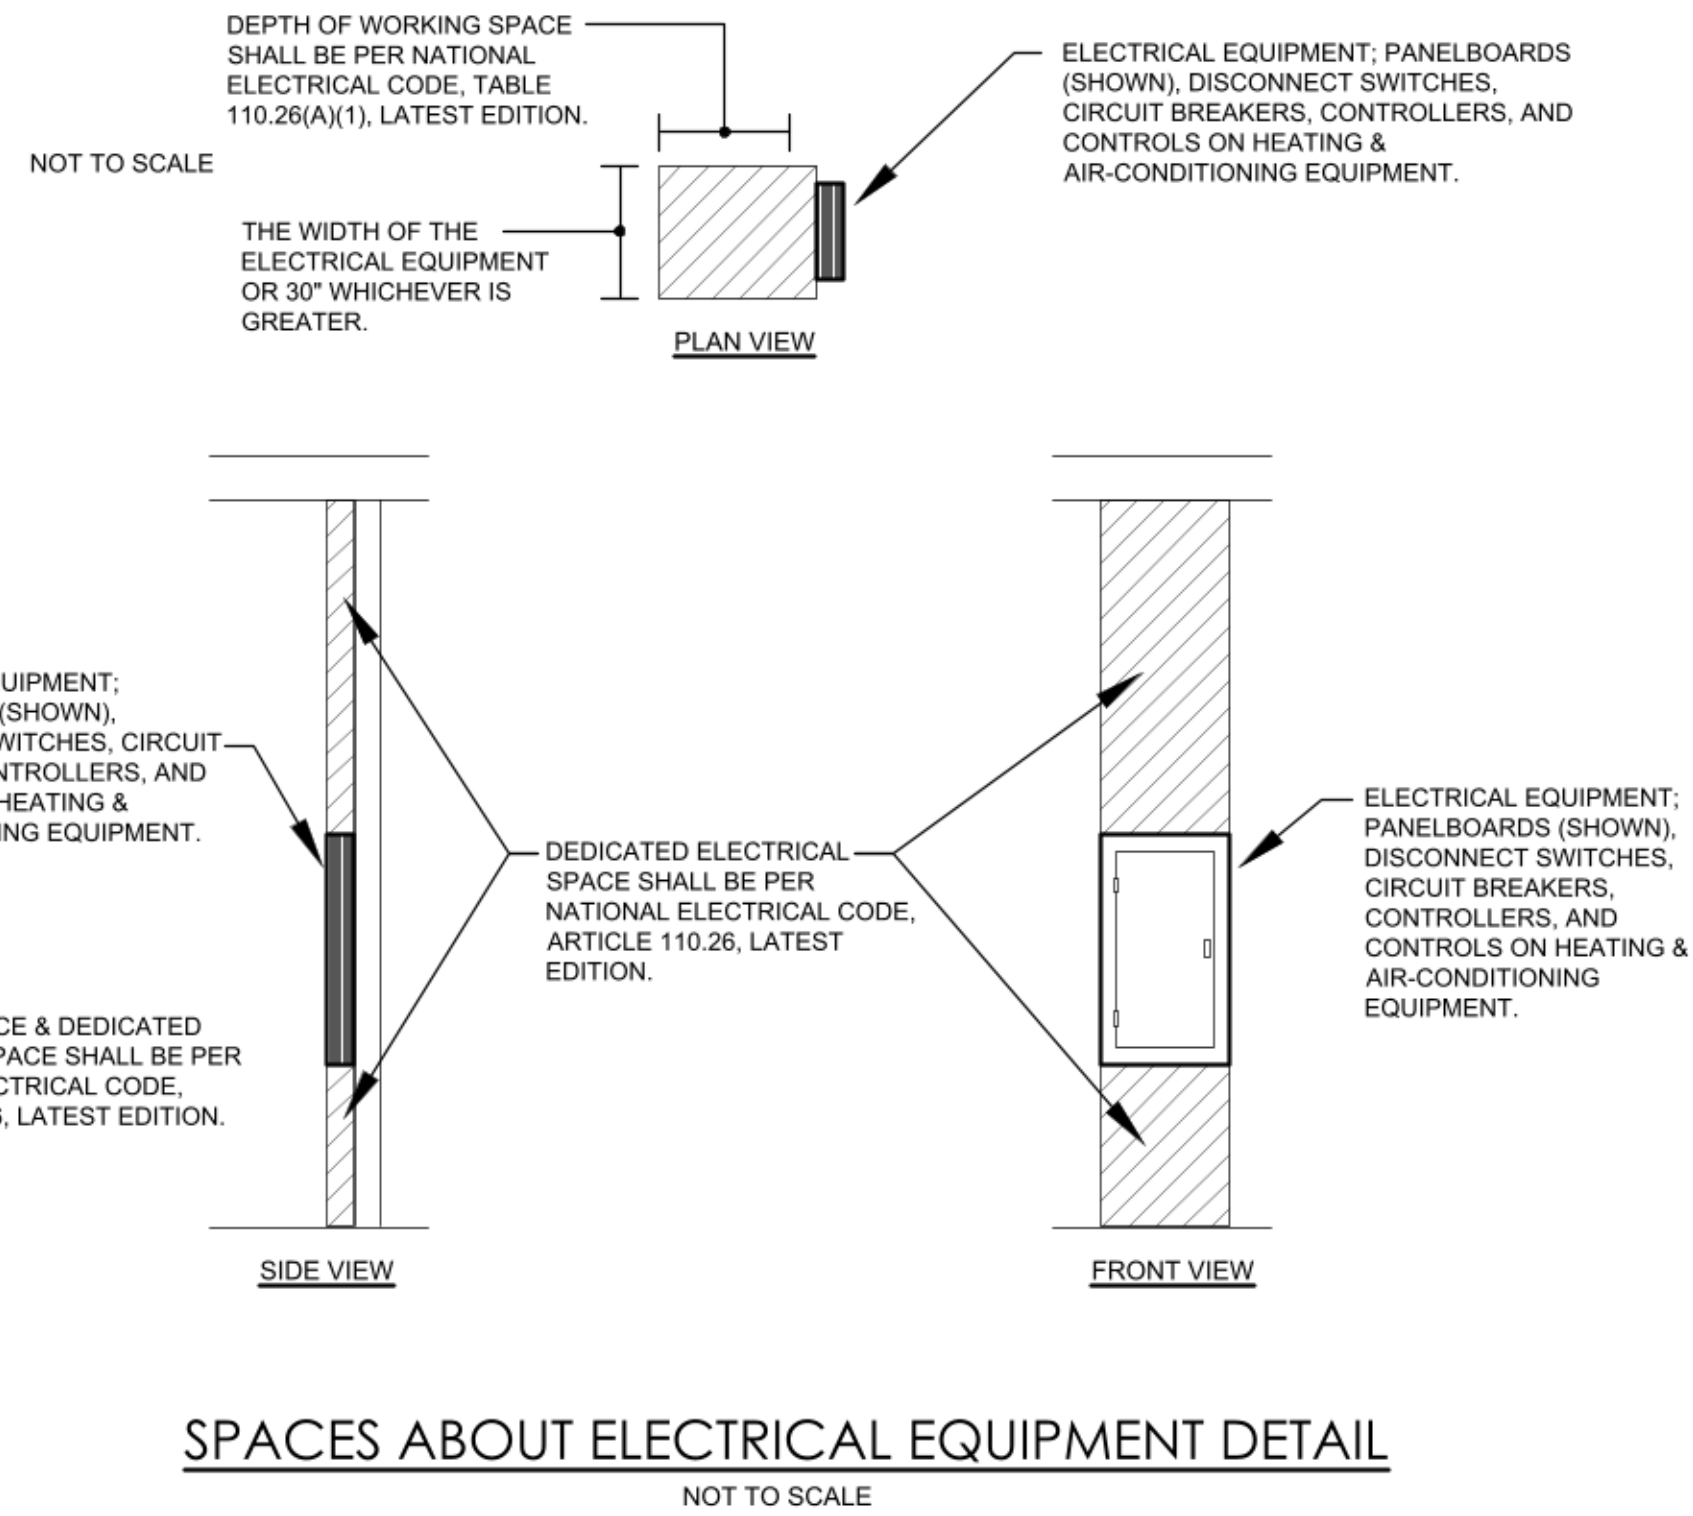 DEPTH OF WORKING SPACE
SHALL BE PER NATIONAL
ELECTRICAL CODE, TABLE
110.26(A)(1), LATEST EDITION.
ELECTRICAL EQUIPMENT; PANELBOARDS
(SHOWN), DISCONNECT SWITCHES,
CIRCUIT BREAKERS, CONTROLLERS, AND
CONTROLS ON HEATING &
AIR-CONDITIONING EQUIPMENT.
NOT TO SCALE
THE WIDTH OF THE
ELECTRICAL EQUIPMENT
OR 30" WHICHEVER IS
GREATER.
PLAN VIEW
UIPMENT;
(SHOWN),
WITCHES, CIRCUIT
NTROLLERS, AND
HEATING &
ING EQUIPMENT.
DEDICATED ELECTRICAL
SPACE SHALL BE PER
NATIONAL ELECTRICAL CODE,
ARTICLE 110.26, LATEST
EDITION.
ELECTRICAL EQUIPMENT;
PANELBOARDS (SHOWN),
DISCONNECT SWITCHES,
CIRCUIT BREAKERS,
CONTROLLERS, AND
CONTROLS ON HEATING &
AIR-CONDITIONING
EQUIPMENT.
CE & DEDICATED
PACE SHALL BE PER
CTRICAL CODE,
6, LATEST EDITION.
SIDE VIEW
FRONT VIEW
SPACES ABOUT ELECTRICAL EQUIPMENT DETAIL
NOT TO SCALE